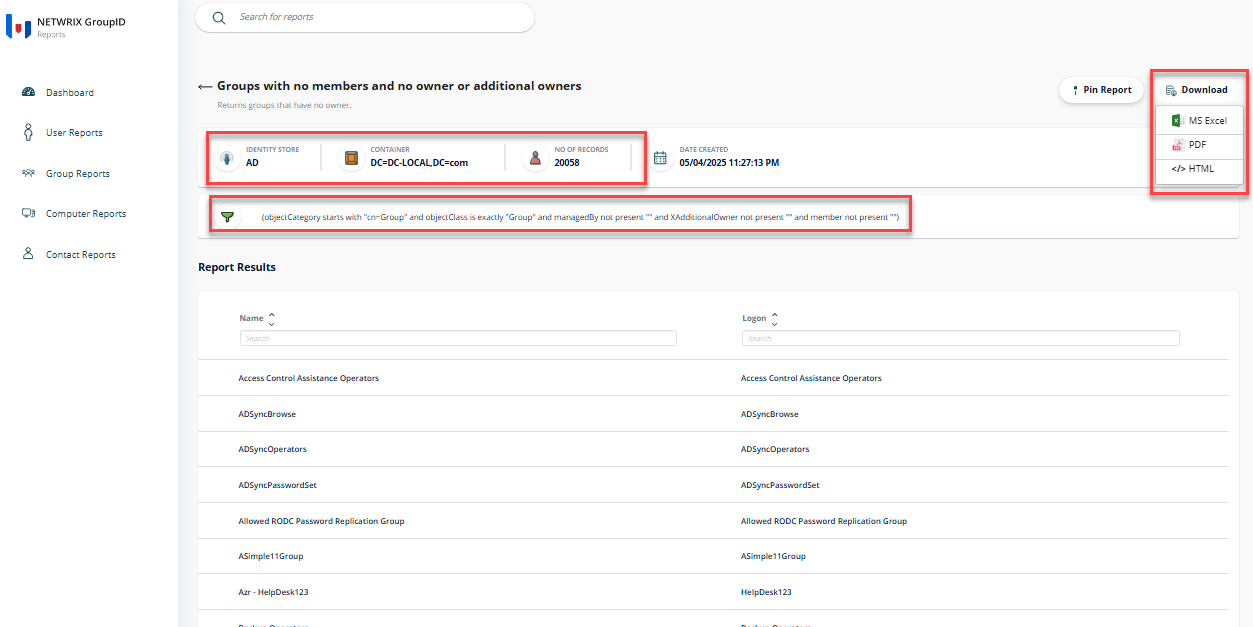 NETWRIX GroupID
Reports
Search for reports
Dashboard
User Reports
Group Reports
Computer Reports
Contact Reports
Groups with no members and no owner or additional owners
Returns groups that have no owner.
Pin Report
Download
MS Excel
PDF
</> HTML
IDENTITY STORE
AD
CONTAINER
DC=DC-LOCAL,DC=com
NO OF RECORDS
20058
DATE CREATED
05/04/2025 11:27:13 PM
(objectCategory starts with "cn=Group" and objectClass is exactly "Group" and managedBy not present "" and XAdditionalOwner not present "" and member not present "")
Report Results
Name Logon
Search Search
Access Control Assistance Operators Access Control Assistance Operators
ADSyncBrowse ADSyncBrowse
ADSyncOperators ADSyncOperators
ADSyncPasswordSet ADSyncPasswordSet
Allowed RODC Password Replication Group Allowed RODC Password Replication Group
ASimple11Group ASimple11Group
Azr - HelpDesk123 HelpDesk123